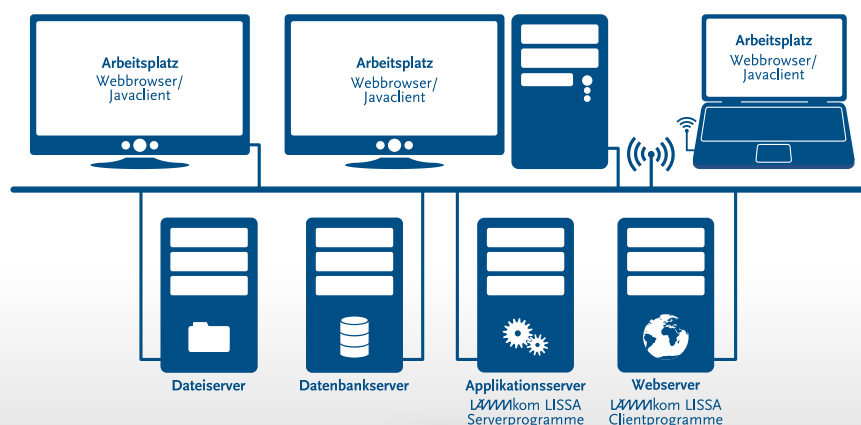 Arbeitsplatz
Webbrowser/
Javaclient
Arbeitsplatz
Webbrowser/
Javaclient
Arbeitsplatz
Webbrowser/
Javaclient
Dateiserver
Datenbankserver
Applikationsserver
LÄMMkom LISSA
Serverprogramme
Webserver
LÄMMkom LISSA
Clientprogramme